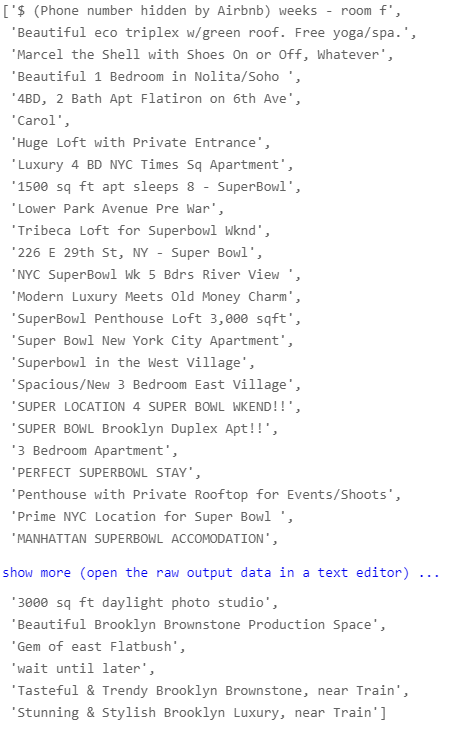 ['$ (Phone number hidden by Airbnb) weeks - room f',
'Beautiful eco triplex w/green roof. Free yoga/spa.',
'Marcel the Shell with Shoes On or Off, Whatever',
'Beautiful 1 Bedroom in Nolita/Soho ',
'4BD, 2 Bath Apt Flatiron on 6th Ave',
'Carol',
'Huge Loft with Private Entrance',
'Luxury 4 BD NYC Times Sq Apartment',
'1500 sq ft apt sleeps 8 - SuperBowl',
'Lower Park Avenue Pre War',
'Tribeca Loft for Superbowl Wknd',
'226 E 29th St, NY - Super Bowl',
'NYC SuperBowl Wk 5 Bdrs River View ',
'Modern Luxury Meets Old Money Charm',
'SuperBowl Penthouse Loft 3,000 sqft',
'Super Bowl New York City Apartment',
'Superbowl in the West Village',
'Spacious/New 3 Bedroom East Village',
'SUPER LOCATION 4 SUPER BOWL WKEND!!',
'SUPER BOWL Brooklyn Duplex Apt!!',
'3 Bedroom Apartment',
'PERFECT SUPERBOWL STAY',
'Penthouse with Private Rooftop for Events/Shoots',
'Prime NYC Location for Super Bowl ',
'MANHATTAN SUPERBOWL ACCOMODATION',
show more (open the raw output data in a text editor) ...
'3000 sq ft daylight photo studio',
'Beautiful Brooklyn Brownstone Production Space',
'Gem of east Flatbush',
'wait until later',
'Tasteful & Trendy Brooklyn Brownstone, near Train',
'Stunning & Stylish Brooklyn Luxury, near Train']